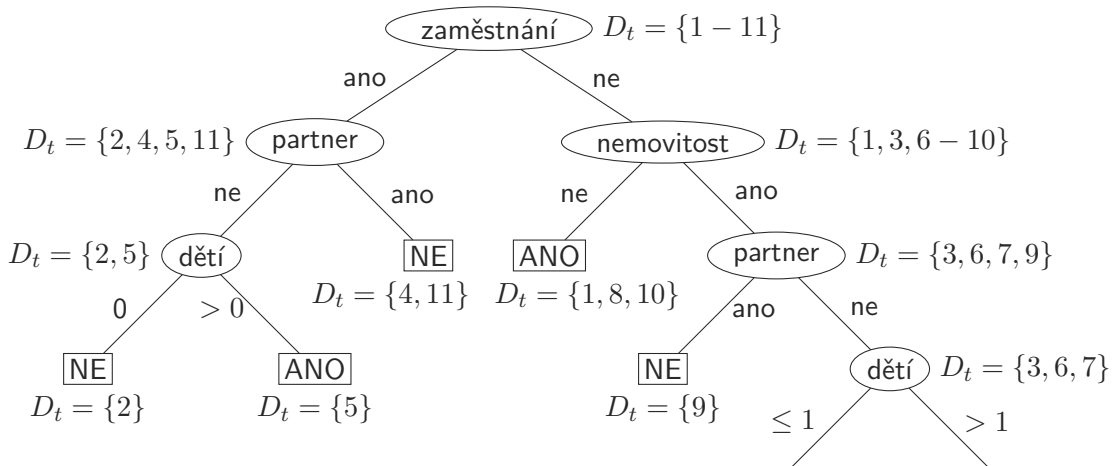 zaměstnání D_t = {1 − 11}
ano ne
D_t = {2, 4, 5, 11} partner nemovitost D_t = {1, 3, 6 − 10}
ne ano ne ano
D_t = {2, 5} dětí NE ANO partner D_t = {3, 6, 7, 9}
D_t = {4, 11} D_t = {1, 8, 10}
0 > 0 ano ne
NE ANO NE dětí D_t = {3, 6, 7}
D_t = {2} D_t = {5} D_t = {9}
≤ 1 > 1